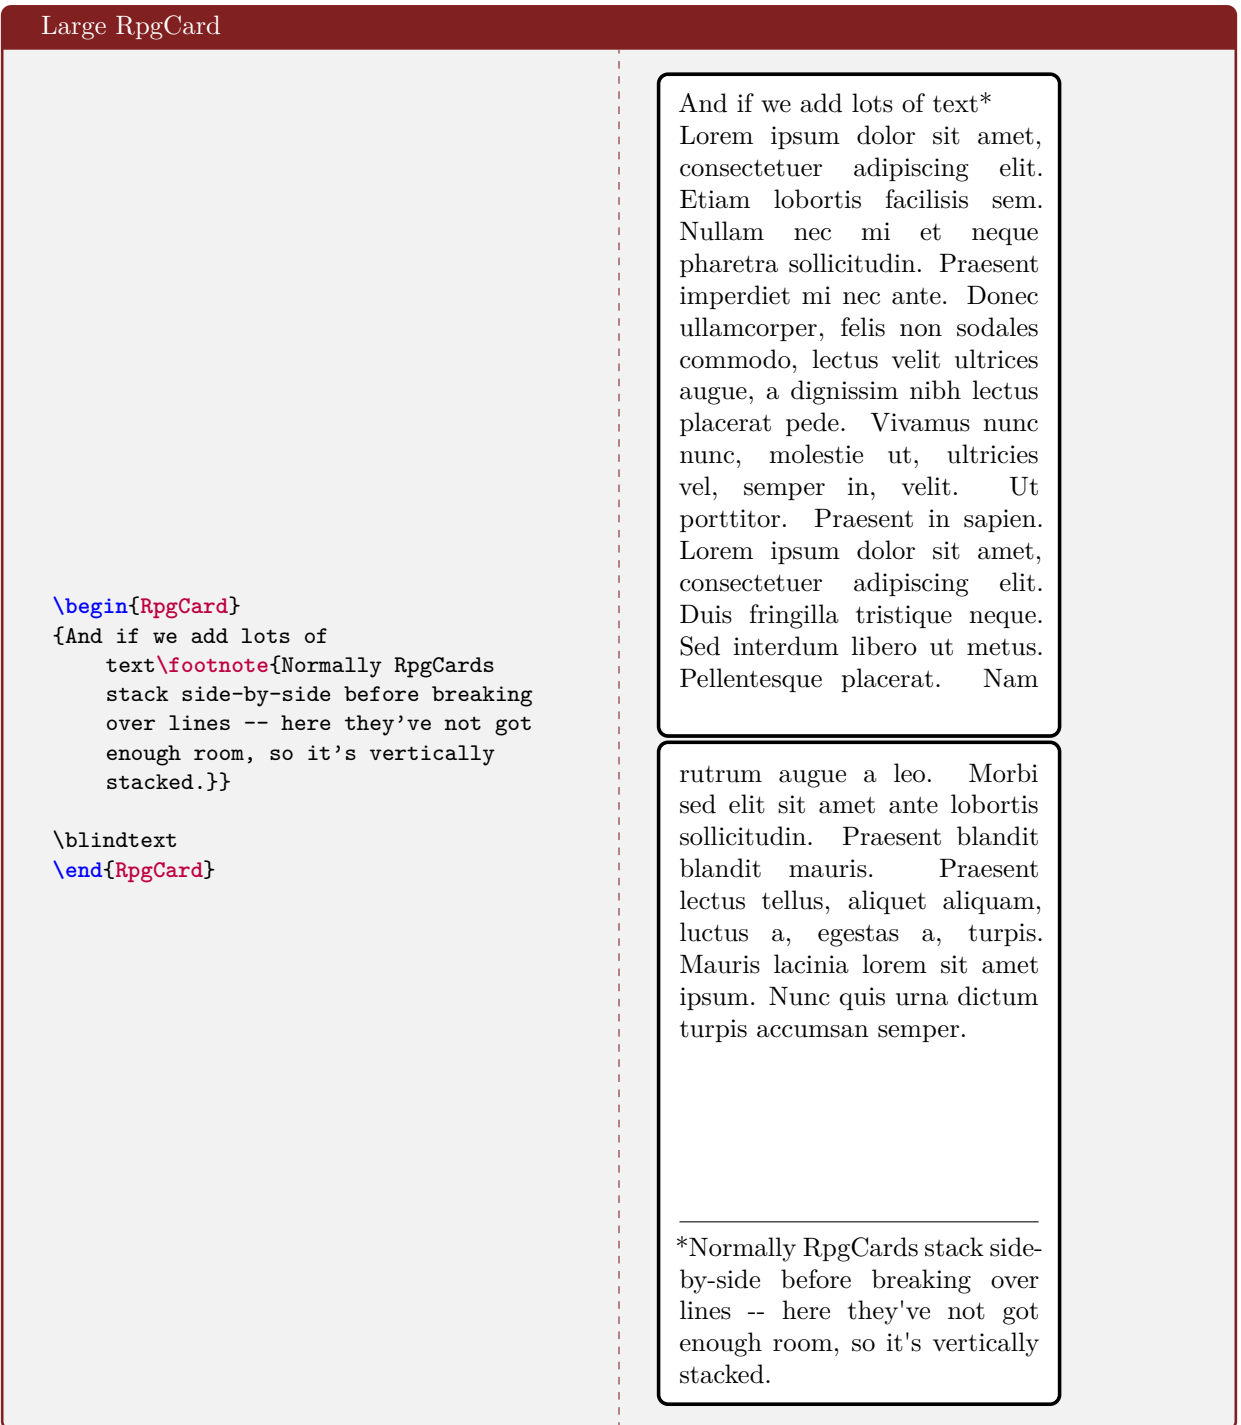 Large RpgCard
\begin{RpgCard}
{And if we add lots of
text\footnote{Normally RpgCards
stack side-by-side before breaking
over lines -- here they've not got
enough room, so it's vertically
stacked.}}
\blindtext
\end{RpgCard}
And if we add lots of text*
Lorem ipsum dolor sit amet,
consectetuer adipiscing elit.
Etiam lobortis facilisis sem.
Nullam nec mi et neque
pharetra sollicitudin. Praesent
imperdiet mi nec ante. Donec
ullamcorper, felis non sodales
commodo, lectus velit ultrices
augue, a dignissim nibh lectus
placerat pede. Vivamus nunc
nunc, molestie ut, ultricies
vel, semper in, velit. Ut
porttitor. Praesent in sapien.
Lorem ipsum dolor sit amet,
consectetuer adipiscing elit.
Duis fringilla tristique neque.
Sed interdum libero ut metus.
Pellentesque placerat. Nam
rutrum augue a leo. Morbi
sed elit sit amet ante lobortis
sollicitudin. Praesent blandit
blandit mauris. Praesent
lectus tellus, aliquet aliquam,
luctus a, egestas a, turpis.
Mauris lacinia lorem sit amet
ipsum. Nunc quis urna dictum
turpis accumsan semper.
*Normally RpgCards stack side-
by-side before breaking over
lines -- here they've not got
enough room, so it's vertically
stacked.